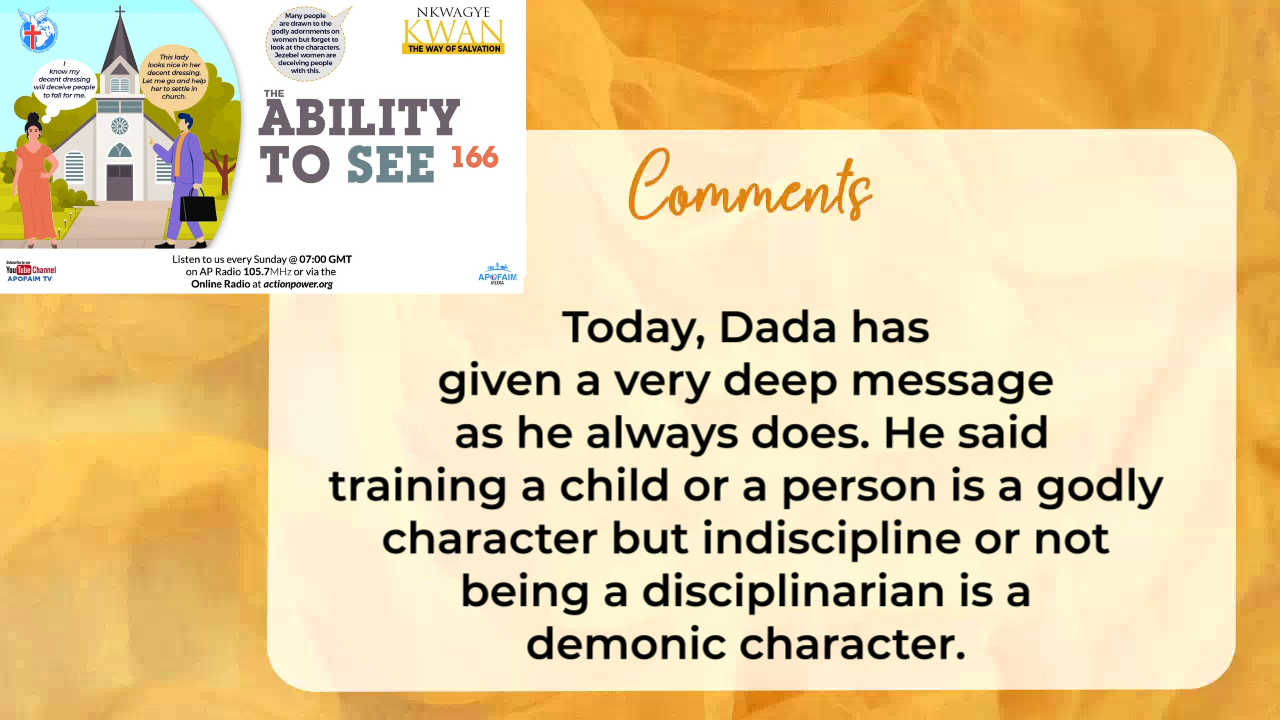 I
know my
decent dressing
will deceive people
to fall for me.
This lady
looks nice in her
decent dressing.
Let me go and help
her to settle in
church.
Many people
are drawn to the
godly adornments on
women but forget to
look at the characters.
Jezebel women are
deceiving people
with this.
NKWAGYE
KWAN
THE WAY OF SALVATION
THE
ABILITY
TO SEE 166
Listen to us every Sunday @ 07:00 GMT
on AP Radio 105.7MHz or via the
Online Radio at actionpower.org
YouTube Channel
APOFAIM TV
APOFAIM
MEDIA
Comments
Today, Dada has
given a very deep message
as he always does. He said
training a child or a person is a godly
character but indiscipline or not
being a disciplinarian is a
demonic character.